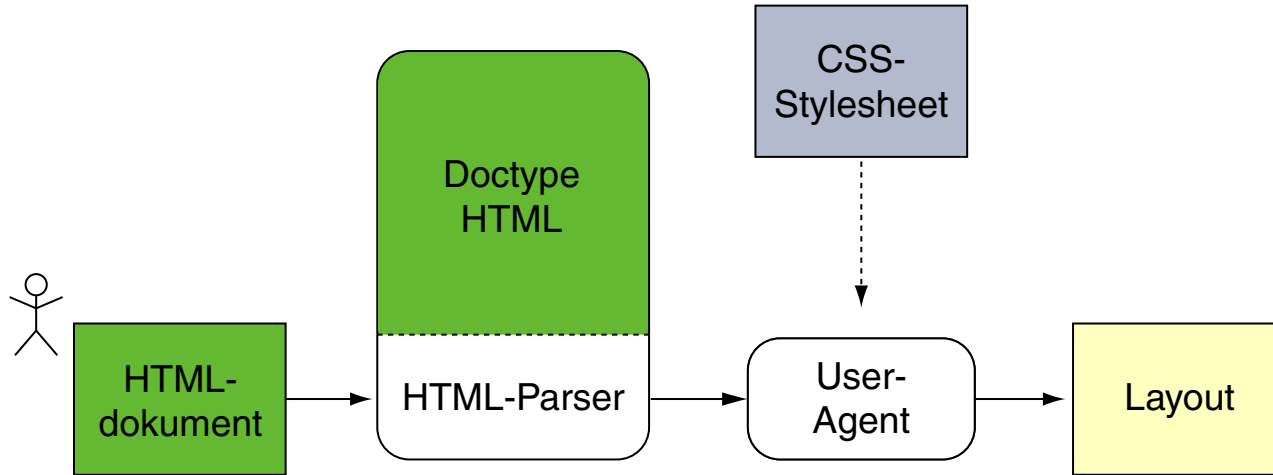 CSS-
Stylesheet
Doctype
HTML
HTML-
dokument
HTML-Parser
User-
Agent
Layout